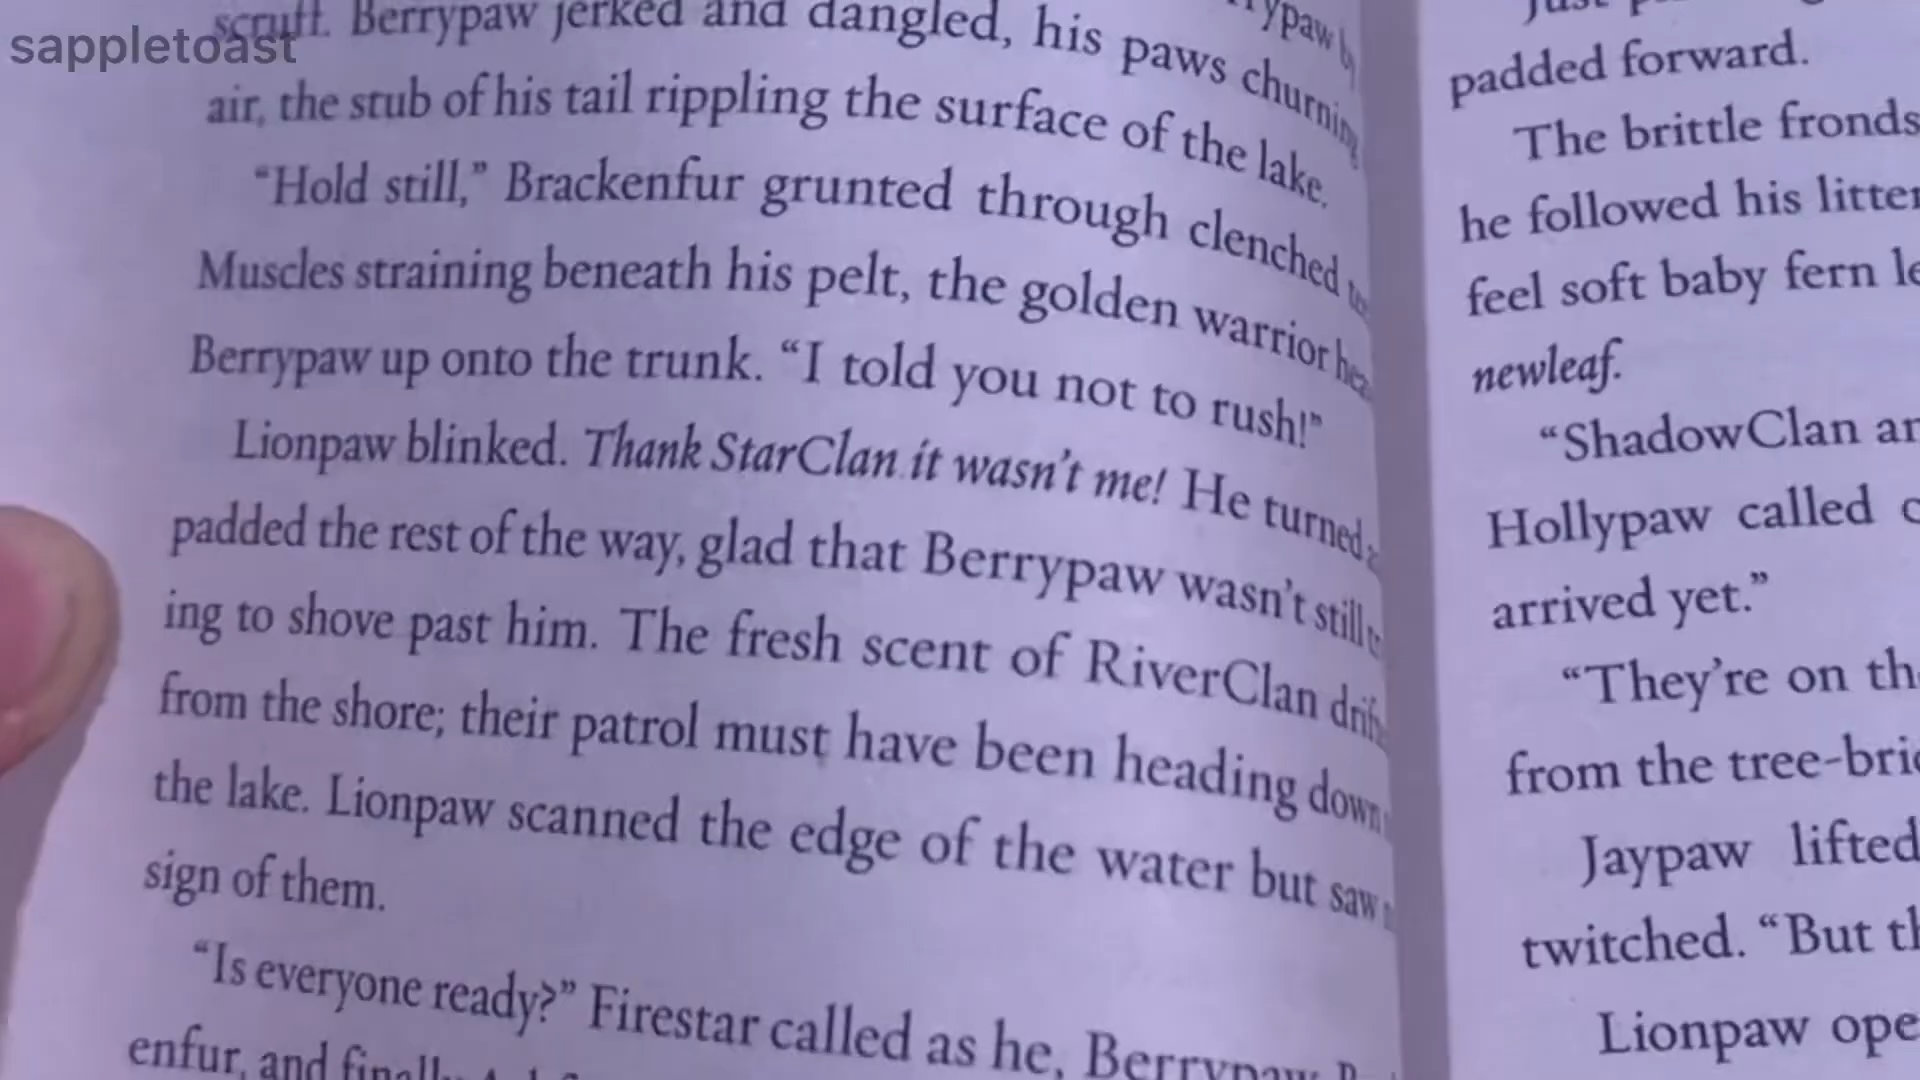 sappletoast
scruff. Berrypaw jerked and dangled, his paws churning
air, the stub of his tail rippling the surface of the lake.
“Hold still,” Brackenfur grunted through clenched
Muscles straining beneath his pelt, the golden warrior
Berrypaw up onto the trunk. “I told you not to rush!”
Lionpaw blinked. Thank StarClan it wasn’t me! He turned
padded the rest of the way, glad that Berrypaw wasn’t still
ing to shove past him. The fresh scent of RiverClan
from the shore; their patrol must have been heading down
the lake. Lionpaw scanned the edge of the water but saw
sign of them.
“Is everyone ready?” Firestar called as he, Berrypaw
enfur, and finally
padded forward.
The brittle fronds
he followed his litter
feel soft baby fern
newleaf.
“ShadowClan
Hollypaw called
arrived yet.”
“They’re on
from the
Jaypaw lifted
twitched. “But
Lionpaw